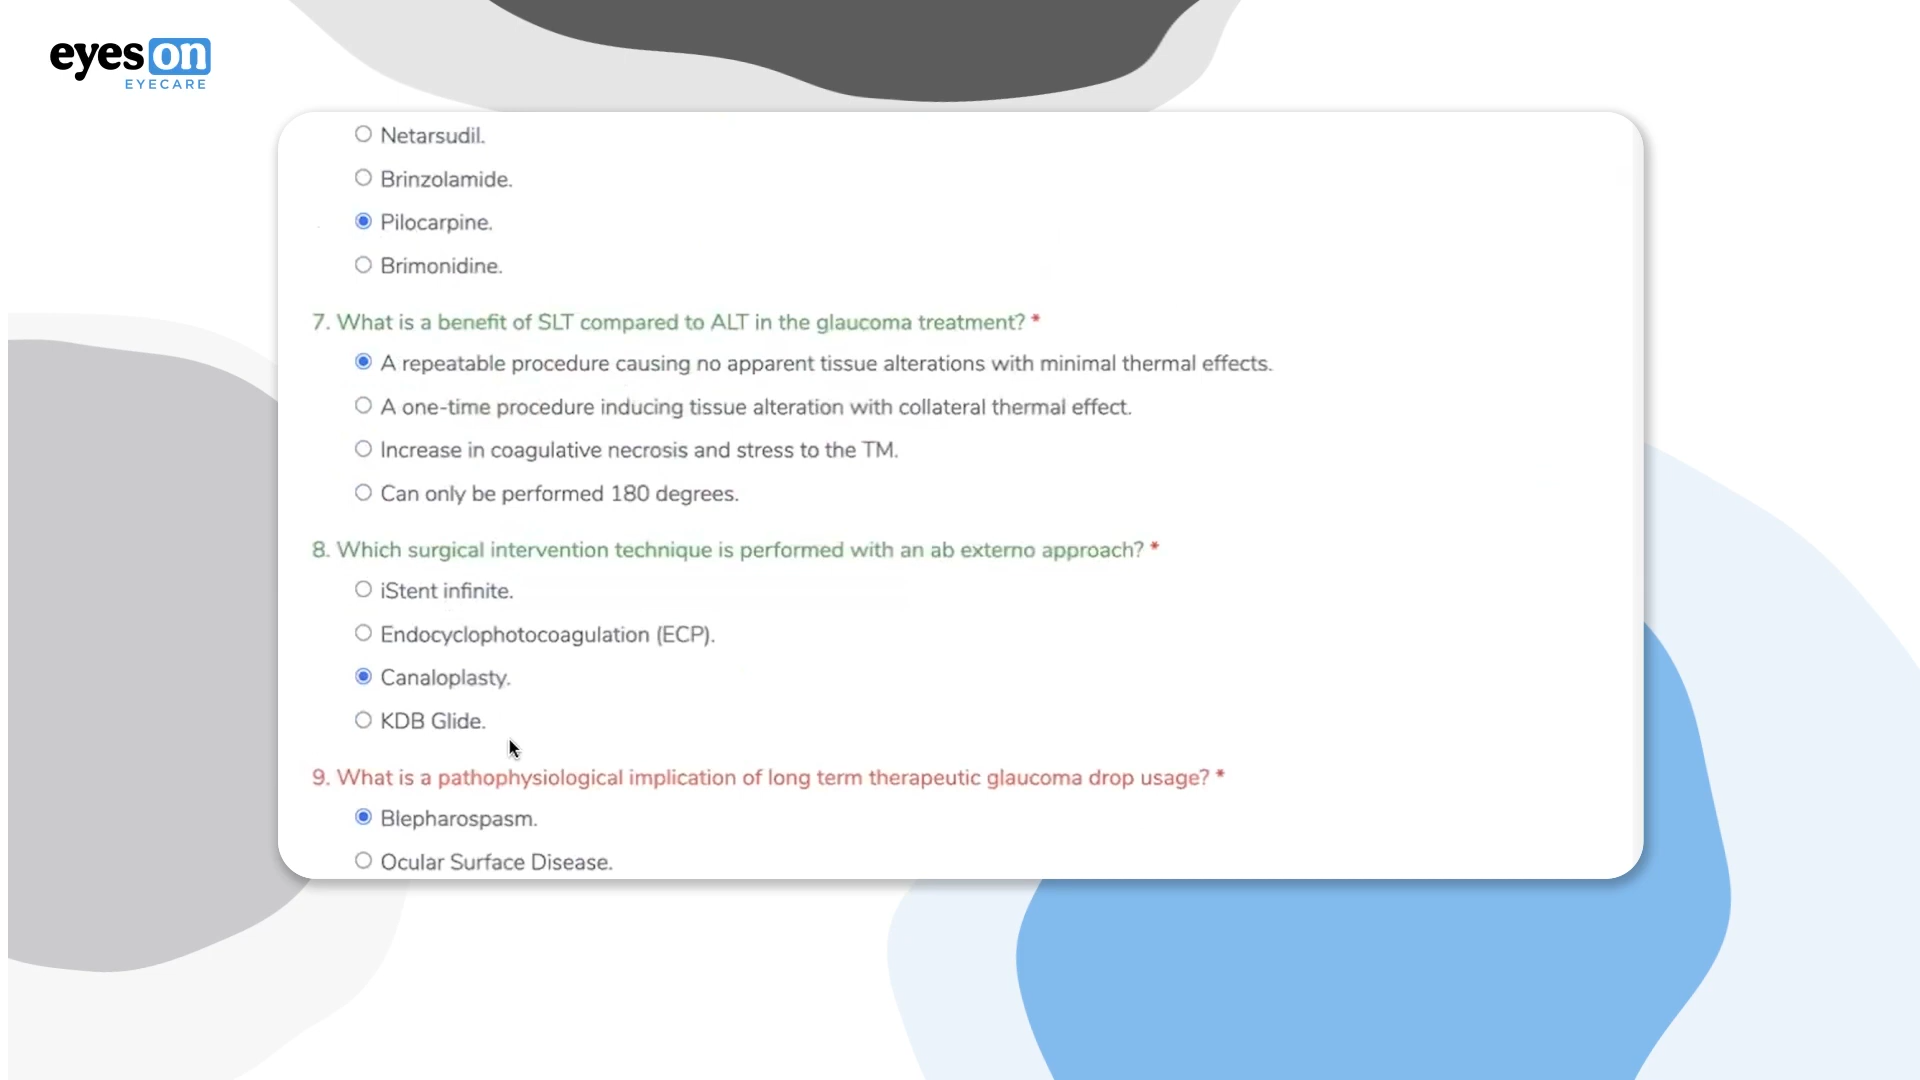 eyes on
EYECARE
Netarsudil.
Brinzolamide.
Pilocarpine.
Brimonidine.
7. What is a benefit of SLT compared to ALT in the glaucoma treatment? *
A repeatable procedure causing no apparent tissue alterations with minimal thermal effects.
A one-time procedure inducing tissue alteration with collateral thermal effect.
Increase in coagulative necrosis and stress to the TM.
Can only be performed 180 degrees.
8. Which surgical intervention technique is performed with an ab externo approach? *
iStent infinite.
Endocyclophotocoagulation (ECP).
Canaloplasty.
KDB Glide.
9. What is a pathophysiological implication of long term therapeutic glaucoma drop usage? *
Blepharospasm.
Ocular Surface Disease.